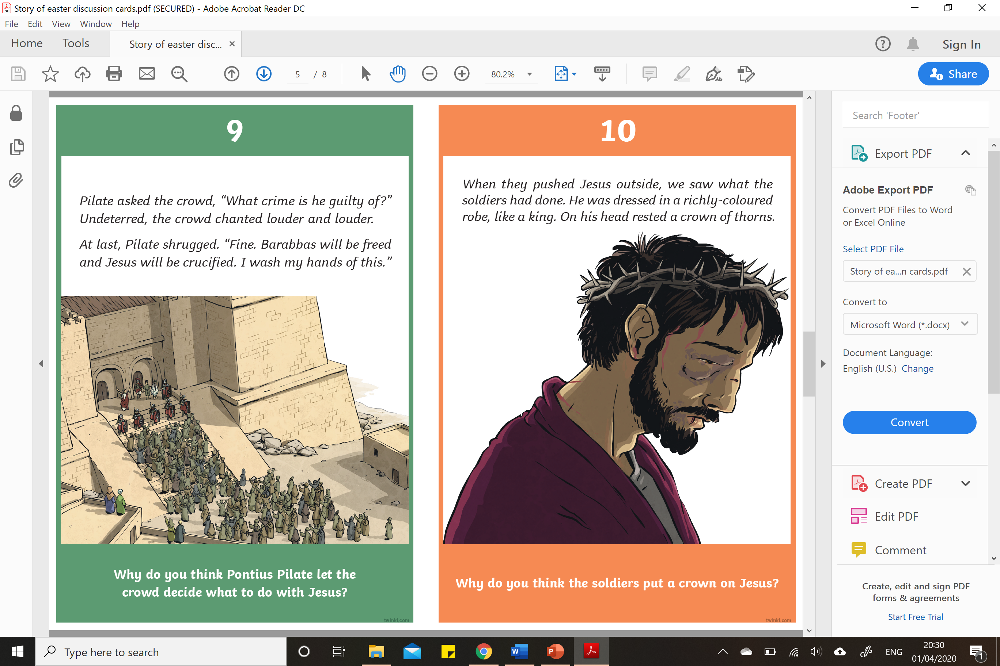 Story of easter discussion cards.pdf (SECURED) - Adobe Acrobat Reader DC
File Edit View Window Help
Home Tools Story of easter disc... Sign In
5 / 8 80.2% Share
9
Pilate asked the crowd, “What crime is he guilty of?”
Undeterred, the crowd chanted louder and louder.
At last, Pilate shrugged. “Fine. Barabbas will be freed
and Jesus will be crucified. I wash my hands of this.”
Why do you think Pontius Pilate let the
crowd decide what to do with Jesus?
twinkl.com
10
When they pushed Jesus outside, we saw what the
soldiers had done. He was dressed in a richly-coloured
robe, like a king. On his head rested a crown of thorns.
Why do you think the soldiers put a crown on Jesus?
twinkl.com
Search 'Footer'
Export PDF
Adobe Export PDF
Convert PDF Files to Word
or Excel Online
Select PDF File
Story of ea...n cards.pdf
Convert to
Microsoft Word (*.docx)
Document Language:
English (U.S.) Change
Convert
Create PDF
Edit PDF
Comment
Create, edit and sign PDF
forms & agreements
Start Free Trial
Type here to search
ENG
20:30
01/04/2020
1